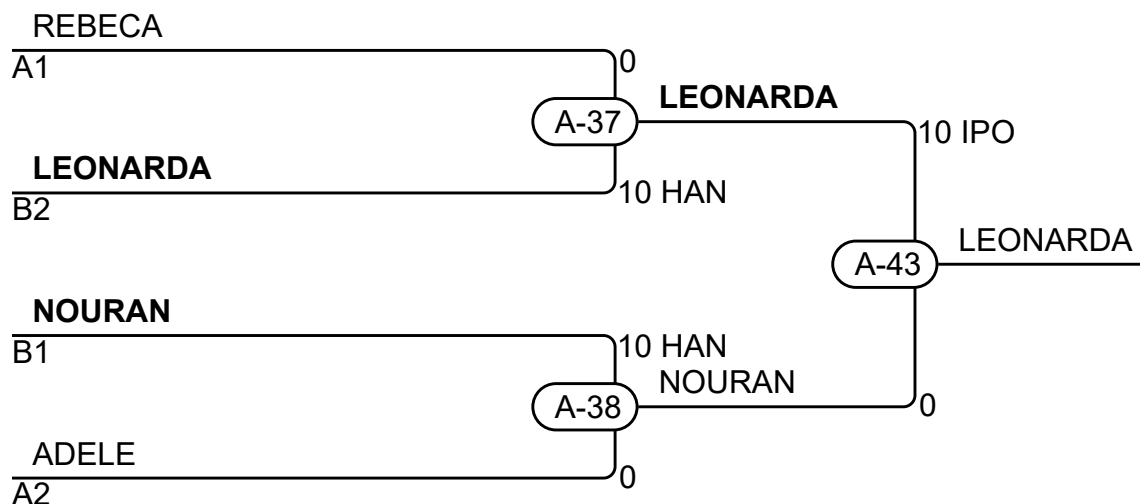 REBECA
A1
0
A-37
LEONARDA
10 IPO
LEONARDA
B2
10 HAN
A-43
LEONARDA
NOURAN
B1
10 HAN
NOURAN
A-38
0
ADELE
A2
0